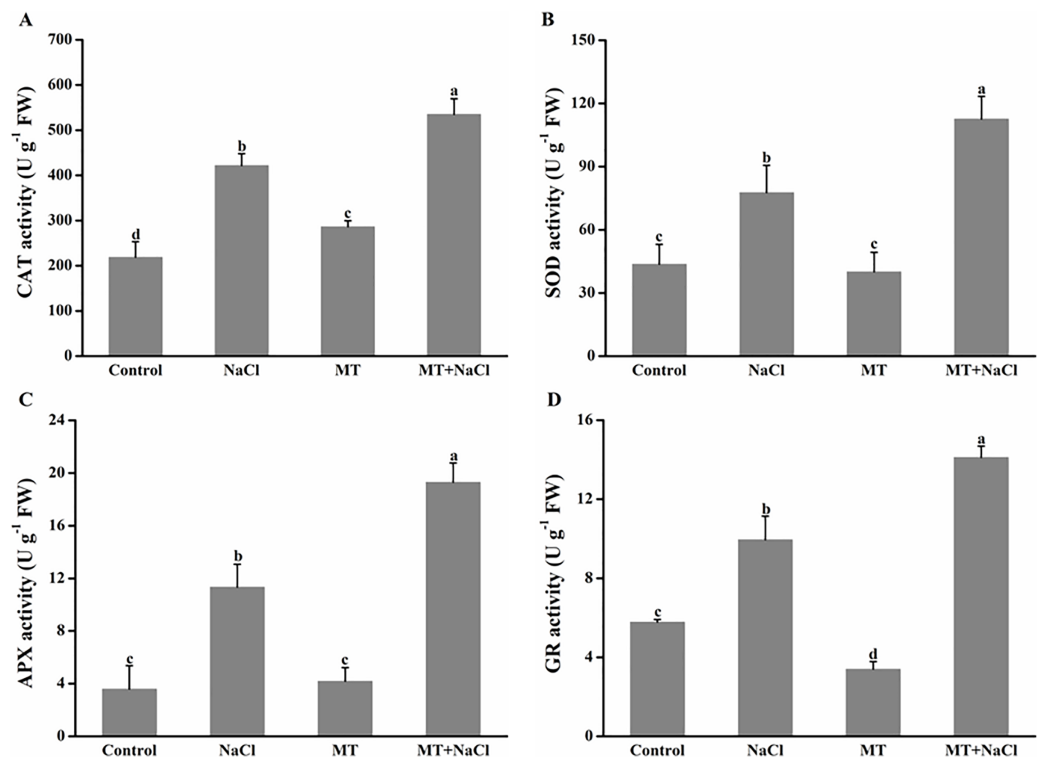 A
CAT activity (U g⁻¹ FW)
700
600
500
400
300
200
100
0
d
b
c
a
Control NaCl MT MT+NaCl
B
SOD activity (U g⁻¹ FW)
150
120
90
60
30
0
c
b
c
a
Control NaCl MT MT+NaCl
C
APX activity (U g⁻¹ FW)
24
20
16
12
8
4
0
c
b
c
a
Control NaCl MT MT+NaCl
D
GR activity (U g⁻¹ FW)
16
12
8
4
0
c
b
d
a
Control NaCl MT MT+NaCl